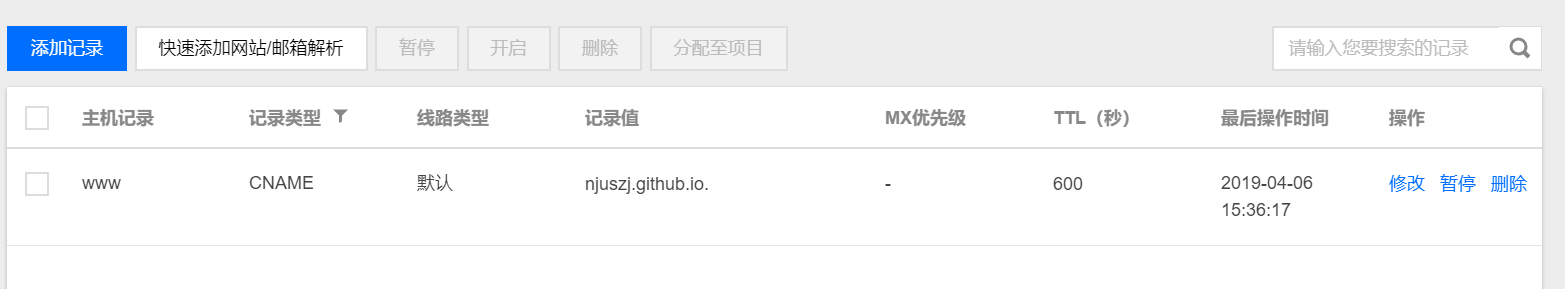 添加记录 快速添加网站/邮箱解析 暂停 开启 删除 分配至项目 请输入您要搜索的记录
主机记录 记录类型 线路类型 记录值 MX优先级 TTL（秒） 最后操作时间 操作
www CNAME 默认 njuszj.github.io. - 600 2019-04-06 修改 暂停 删除
15:36:17